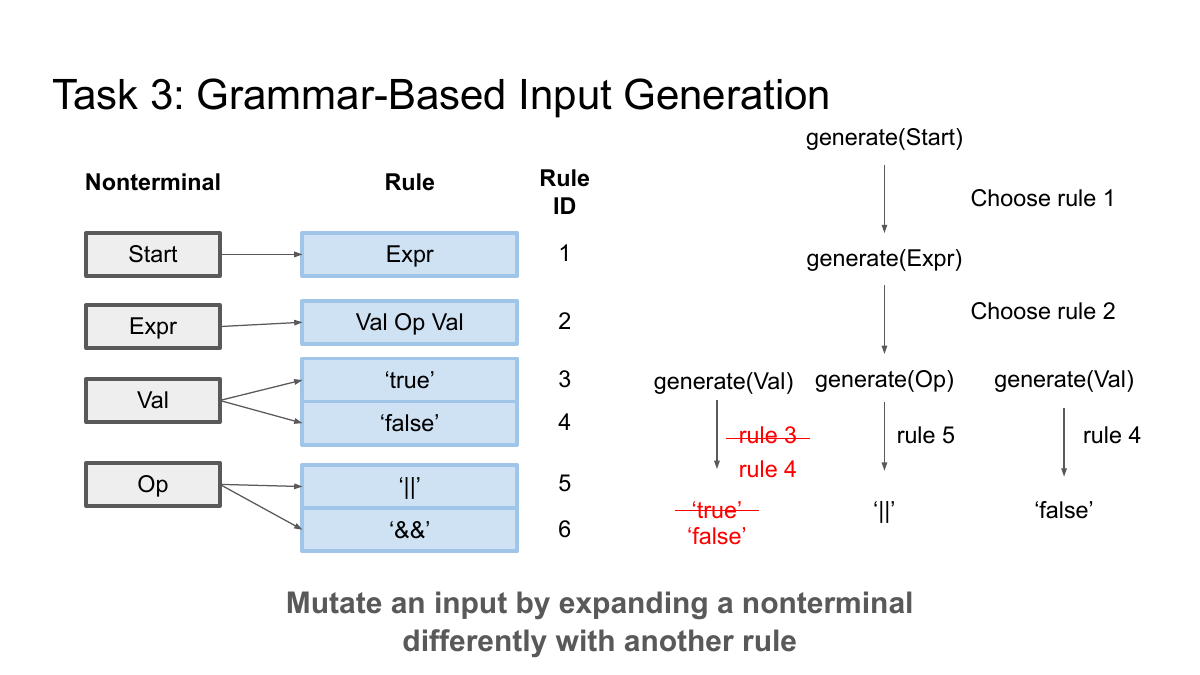 Task 3: Grammar-Based Input Generation
Nonterminal
Rule
Rule
ID
Start
Expr
1
Expr
Val Op Val
2
Val
‘true’
3
‘false’
4
Op
‘||’
5
‘&&’
6
generate(Start)
Choose rule 1
generate(Expr)
Choose rule 2
generate(Val)
generate(Op)
generate(Val)
rule 3
rule 4
rule 5
rule 4
‘true’
‘false’
‘||’
‘false’
Mutate an input by expanding a nonterminal
differently with another rule